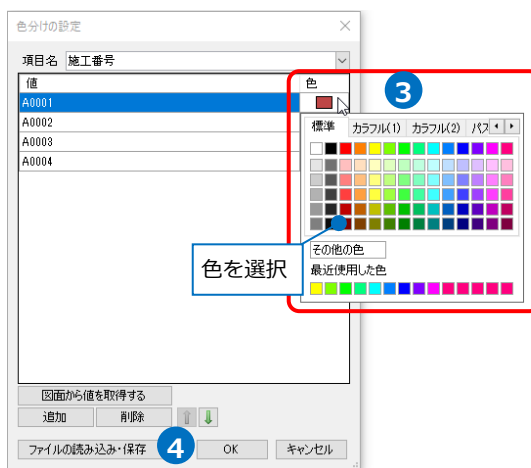 色分けの設定
項目名 施工番号
値 色
A0001
A0002
A0003
A0004
3
標準 カラフル(1) カラフル(2) パス
色を選択
その他の色
最近使用した色
図面から値を取得する
追加 削除
ファイルの読み込み・保存 4 OK キャンセル